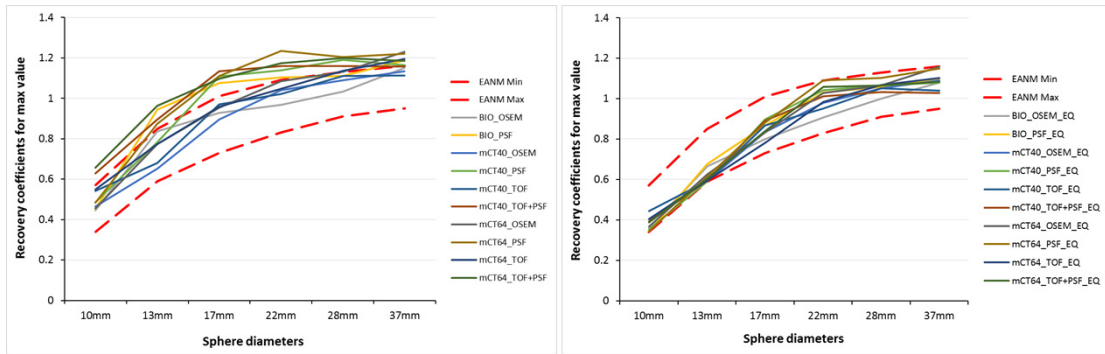 Recovery coefficients for max value
1.4
1.2
1
0.8
0.6
0.4
0.2
0
10mm 13mm 17mm 22mm 28mm 37mm
Sphere diameters
EANM Min
EANM Max
BIO_OSEM
BIO_PSF
mCT40_OSEM
mCT40_PSF
mCT40_TOF
mCT40_TOF+PSF
mCT64_OSEM
mCT64_PSF
mCT64_TOF
mCT64_TOF+PSF
Recovery coefficients for max value
1.4
1.2
1
0.8
0.6
0.4
0.2
0
10mm 13mm 17mm 22mm 28mm 37mm
Sphere diameters
EANM Min
EANM Max
BIO_OSEM_EQ
BIO_PSF_EQ
mCT40_OSEM_EQ
mCT40_PSF_EQ
mCT40_TOF_EQ
mCT40_TOF+PSF_EQ
mCT64_OSEM_EQ
mCT64_PSF_EQ
mCT64_TOF_EQ
mCT64_TOF+PSF_EQ